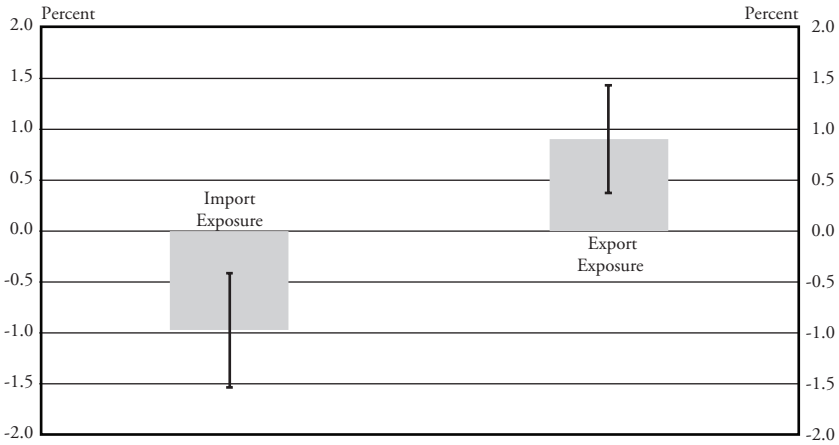 Percent Percent
2.0 2.0
1.5 1.5
1.0 1.0
0.5 0.5
Import
Exposure
0.0 0.0
Export
Exposure
-0.5 -0.5
-1.0 -1.0
-1.5 -1.5
-2.0 -2.0